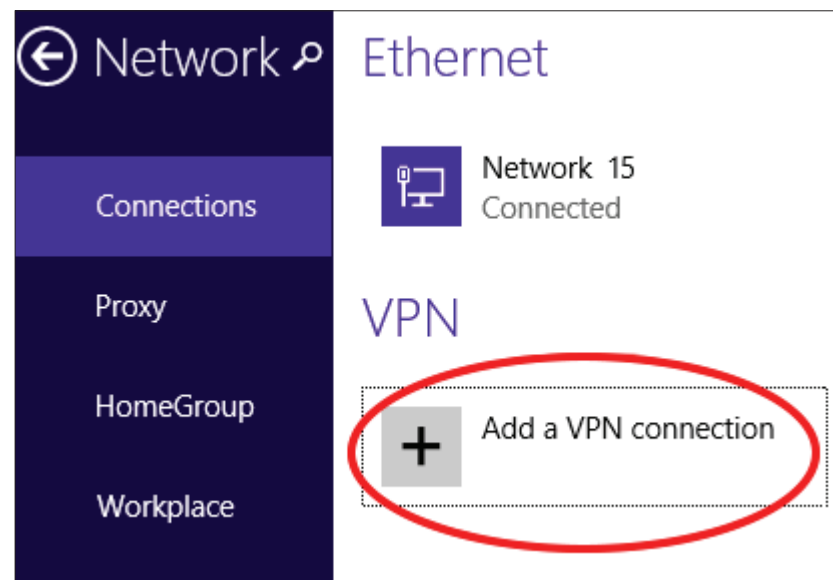 Network
Connections
Proxy
HomeGroup
Workplace
Ethernet
Network 15
Connected
VPN
Add a VPN connection